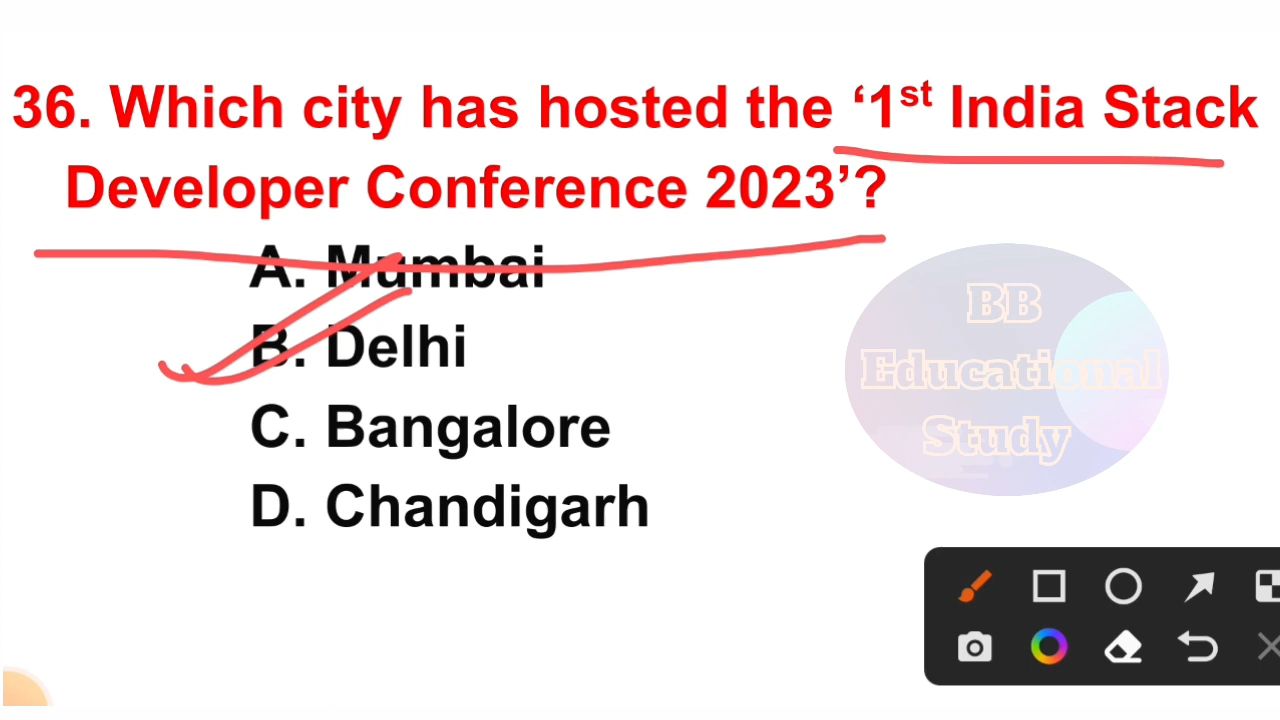 36. Which city has hosted the ‘1st India Stack
Developer Conference 2023’?
A. Mumbai
B. Delhi
C. Bangalore
D. Chandigarh
BB
Educational
Study